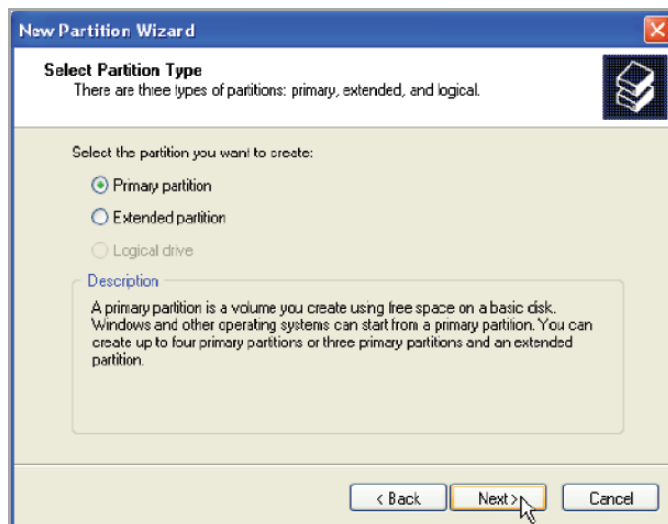 New Partition Wizard
Select Partition Type
There are three types of partitions: primary, extended, and logical.
Select the partition you want to create:
Primary partition
Extended partition
Logical drive
Description
A primary partition is a volume you create using free space on a basic disk.
Windows and other operating systems can start from a primary partition. You can
create up to four primary partitions or three primary partitions and an extended
partition.
< Back
Next >
Cancel